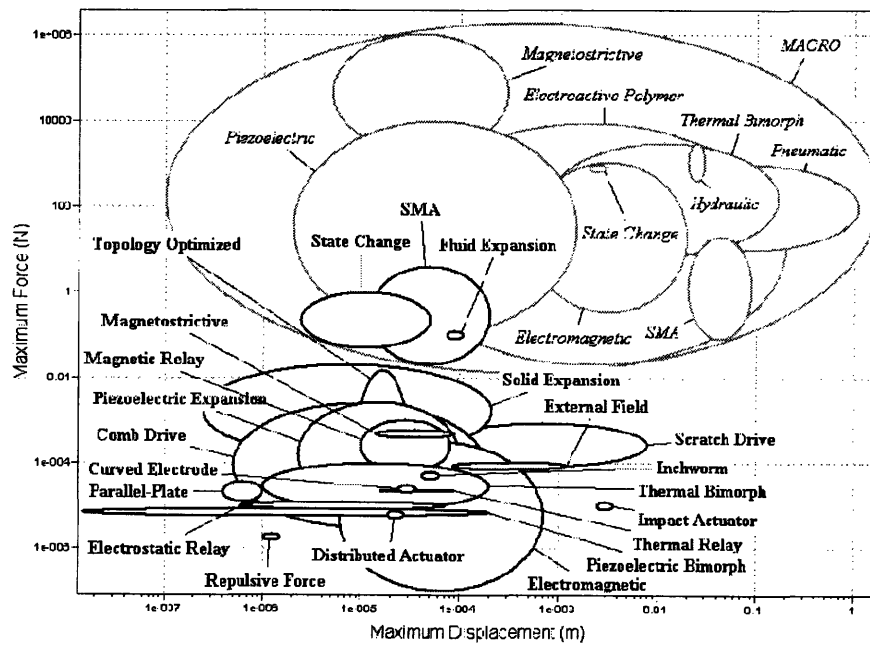 1e+006
Magnetostrictive
MACRO
Electroactive Polymer
10000
Thermal Bimorph
Piezoelectric
Pneumatic
SMA
100
Hydraulic
Topology Optimized
State Change
Fluid Expansion
State Change
Maximum Force (N)
1
Magnetostrictive
Electromagnetic
SMA
Magnetic Relay
0.01
Solid Expansion
Piezoelectric Expansion
External Field
Comb Drive
Scratch Drive
1e-004
Curved Electrode
Inchworm
Parallel-Plate
Thermal Bimorph
Impact Actuator
Electrostatic Relay
Distributed Actuator
Thermal Relay
1e-006
Piezoelectric Bimorph
Repulsive Force
Electromagnetic
1e-007
1e-006
1e-005
1e-004
1e-003
0.01
0.1
1
Maximum Displacement (m)